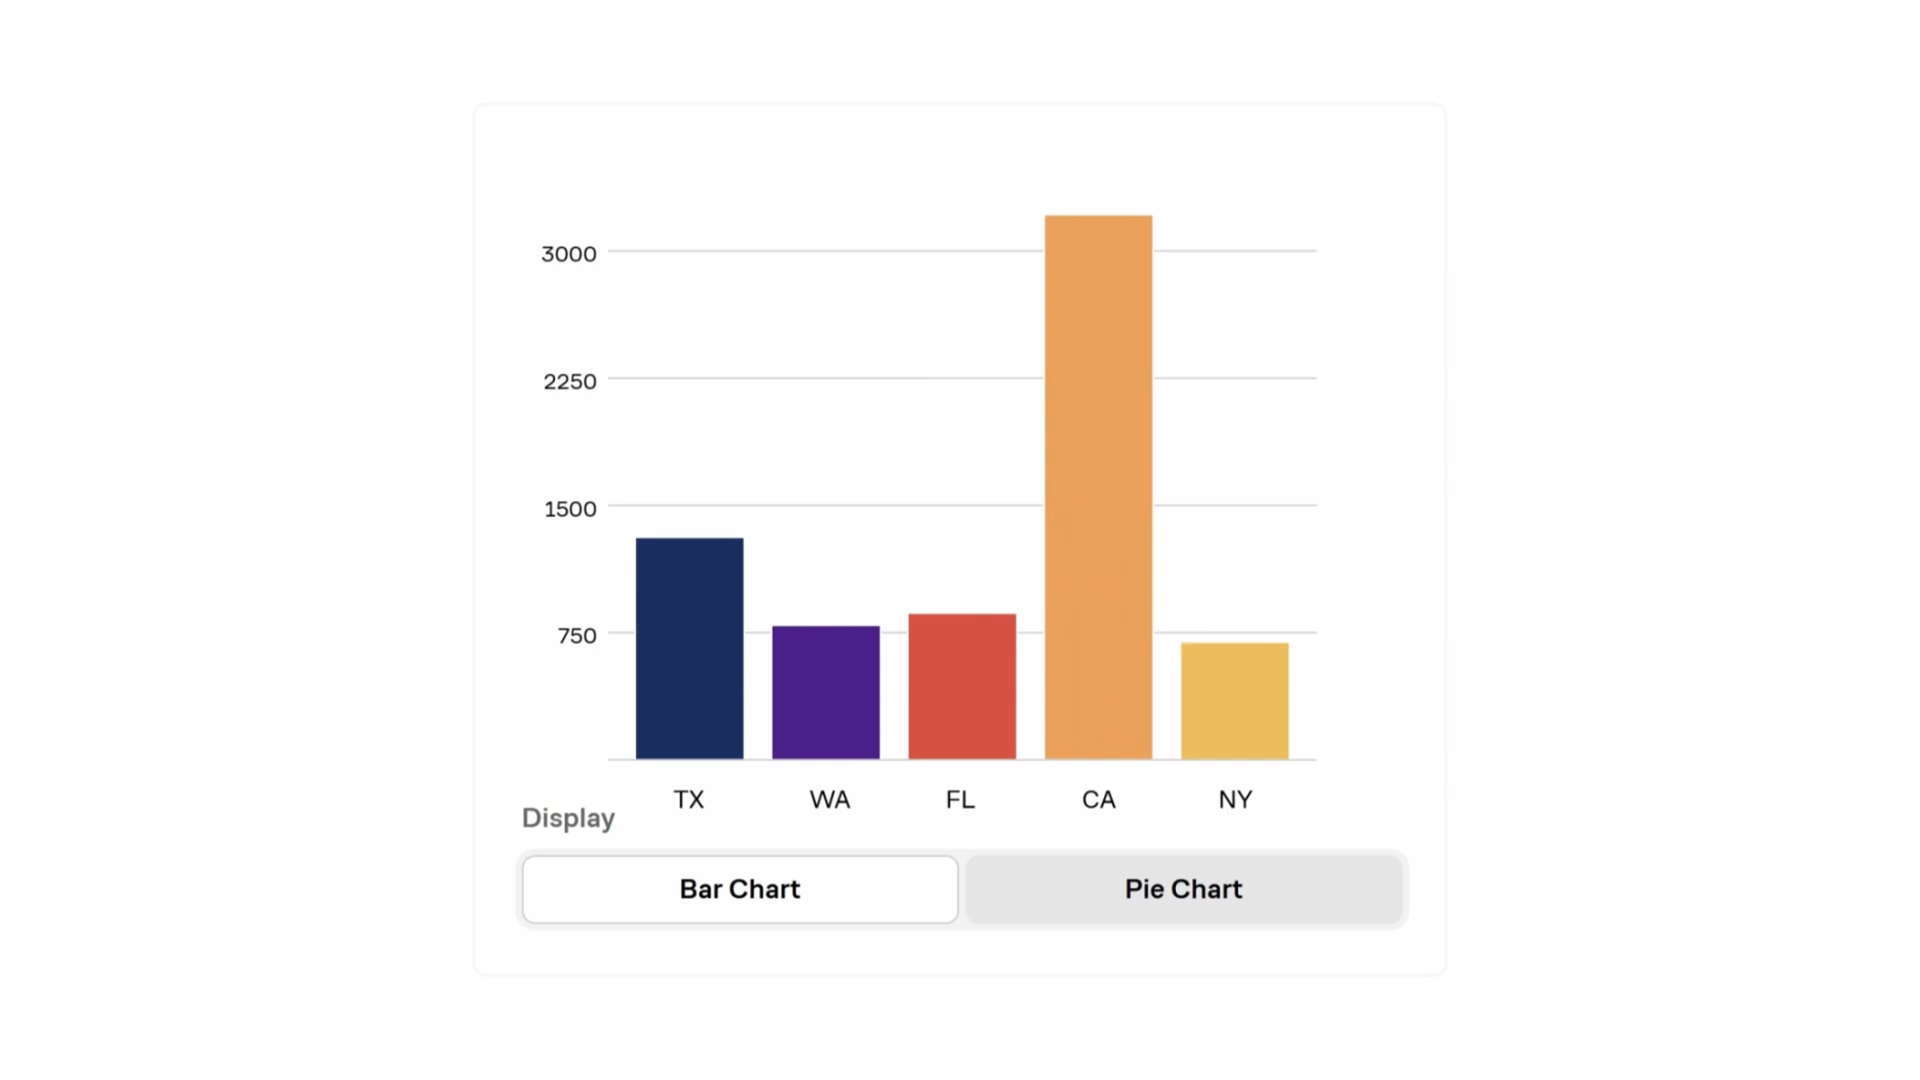 3000
2250
1500
750
TX WA FL CA NY
Display
Bar Chart Pie Chart